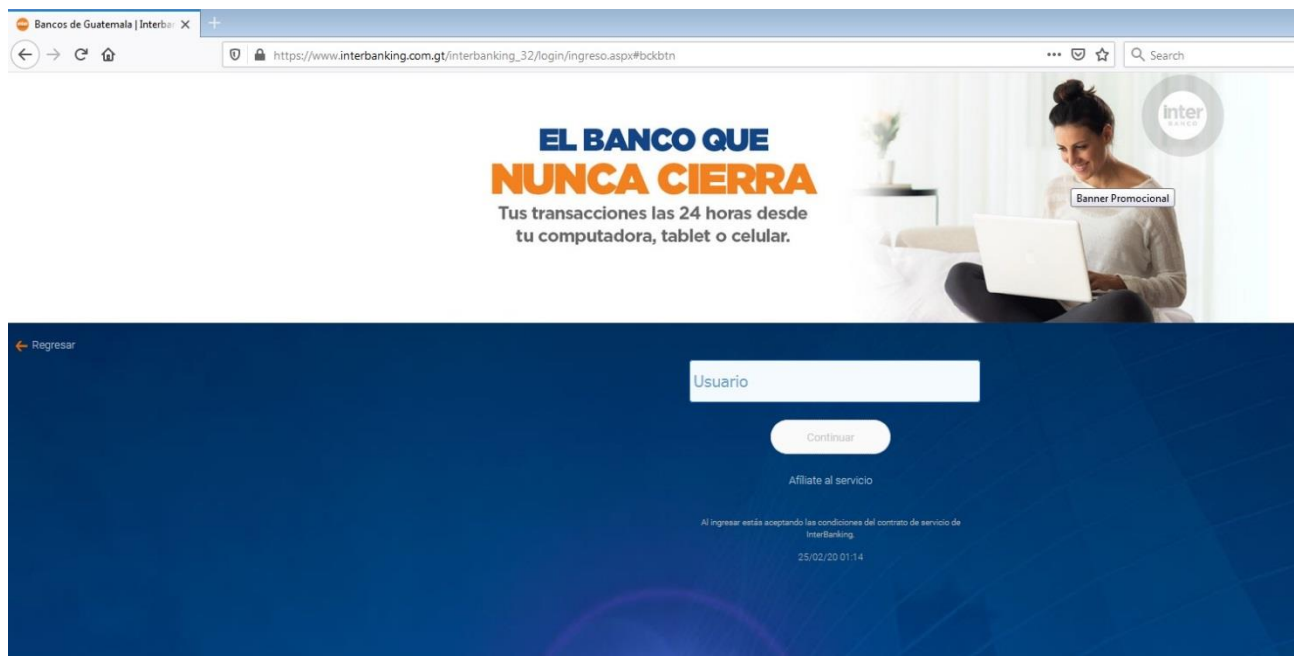 Bancos de Guatemala | Interba
https://www.interbanking.com.gt/interbanking_32/login/ingreso.aspx#bckbtn
Search
inter
BANCO
EL BANCO QUE
NUNCA CIERRA
Banner Promocional
Tus transacciones las 24 horas desde
tu computadora, tablet o celular.
Regresar
Usuario
Continuar
Afíliate al servicio
Al ingresar estás aceptando las condiciones del contrato de servicio de
InterBanking.
25/02/20 01:14